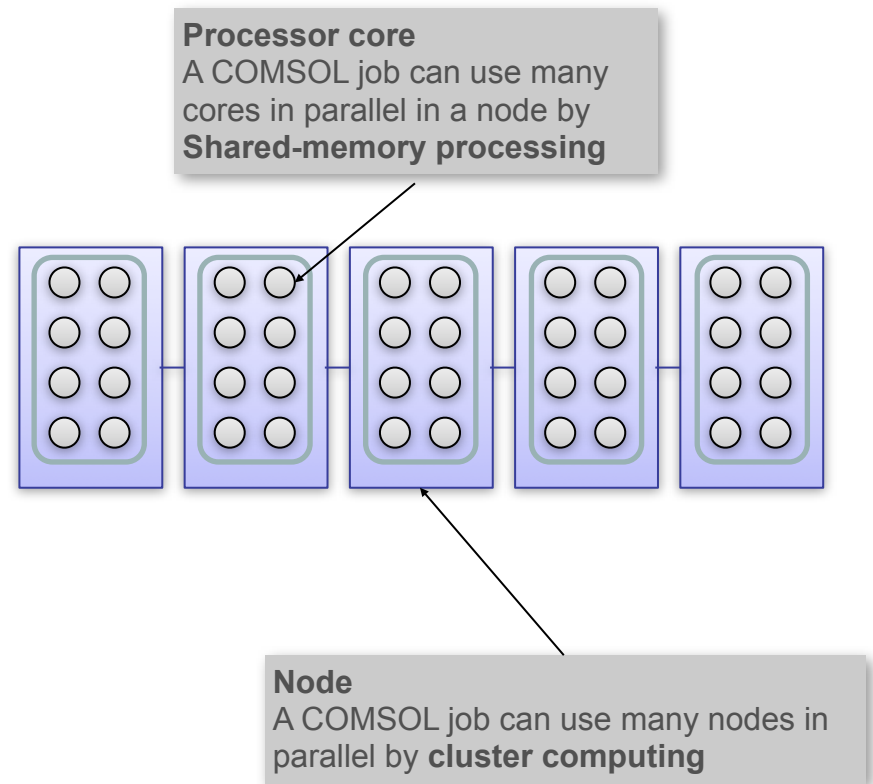 Processor core
A COMSOL job can use many
cores in parallel in a node by
Shared-memory processing
Node
A COMSOL job can use many nodes in
parallel by cluster computing